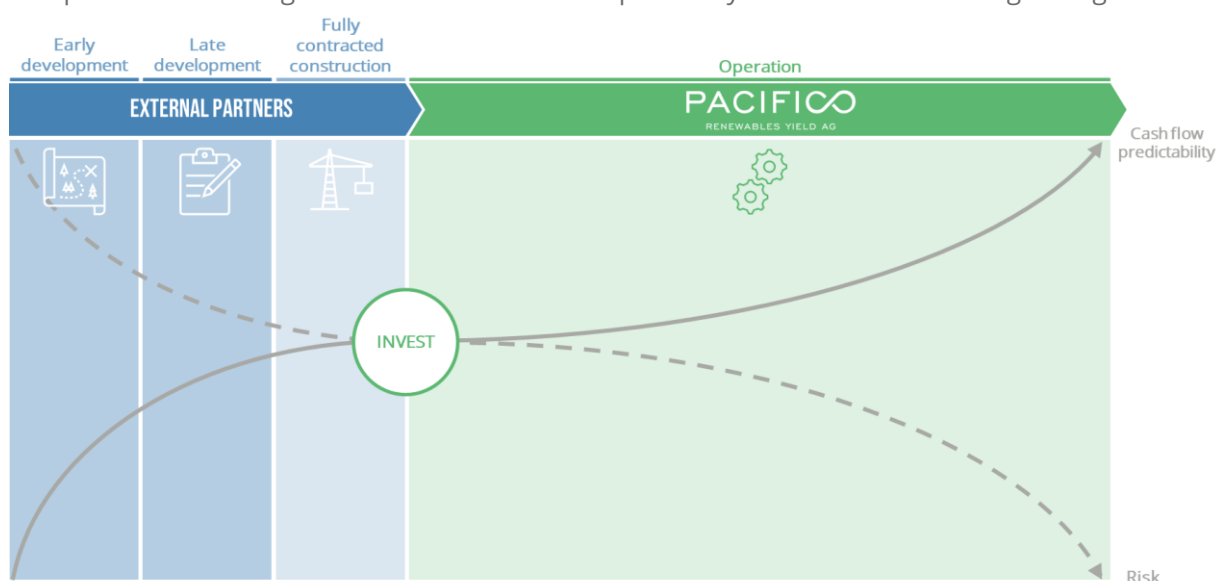 Early
development
Late
development
Fully
contracted
construction
Operation
EXTERNAL PARTNERS
PACIFICO
RENEWABLES YIELD AG
Cash flow
predictability
INVEST
Risk